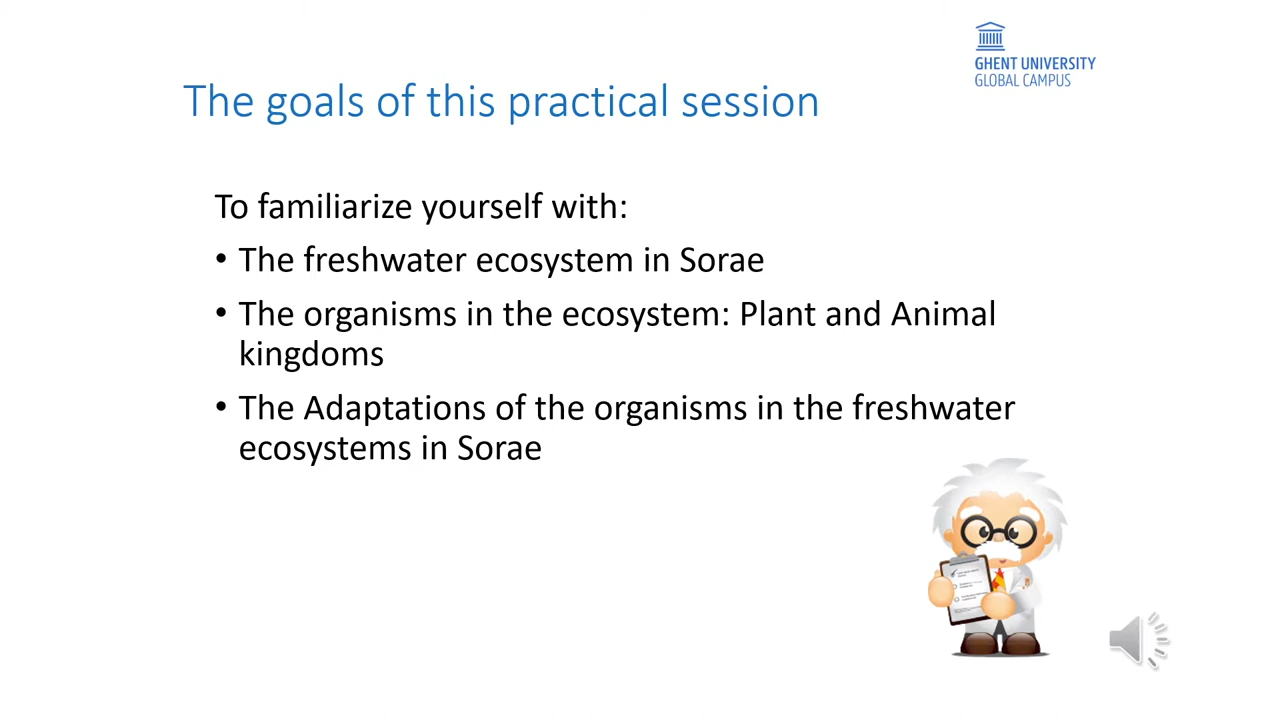 GHENT UNIVERSITY
GLOBAL CAMPUS
The goals of this practical session
To familiarize yourself with:
• The freshwater ecosystem in Sorae
• The organisms in the ecosystem: Plant and Animal
kingdoms
• The Adaptations of the organisms in the freshwater
ecosystems in Sorae